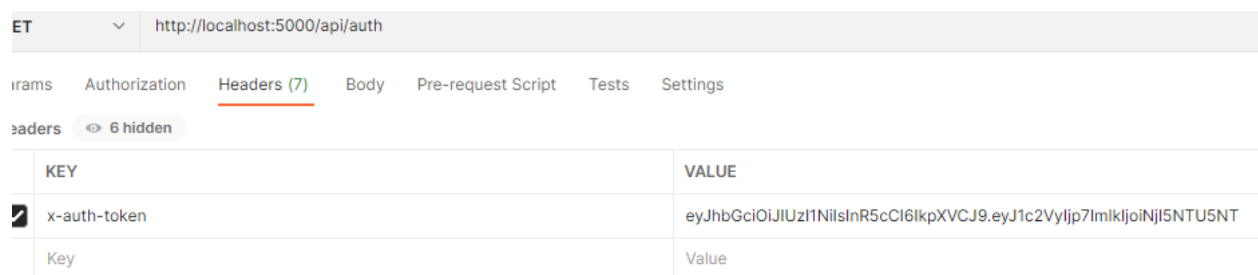 ET http://localhost:5000/api/auth
arams Authorization Headers (7) Body Pre-request Script Tests Settings
eaders 6 hidden
KEY VALUE
x-auth-token eyJhbGciOiJIUzI1NiIsInR5cCI6IkpXVCJ9.eyJ1c2VyIjp7ImlkIjoiNjI5NTU5NT
Key Value